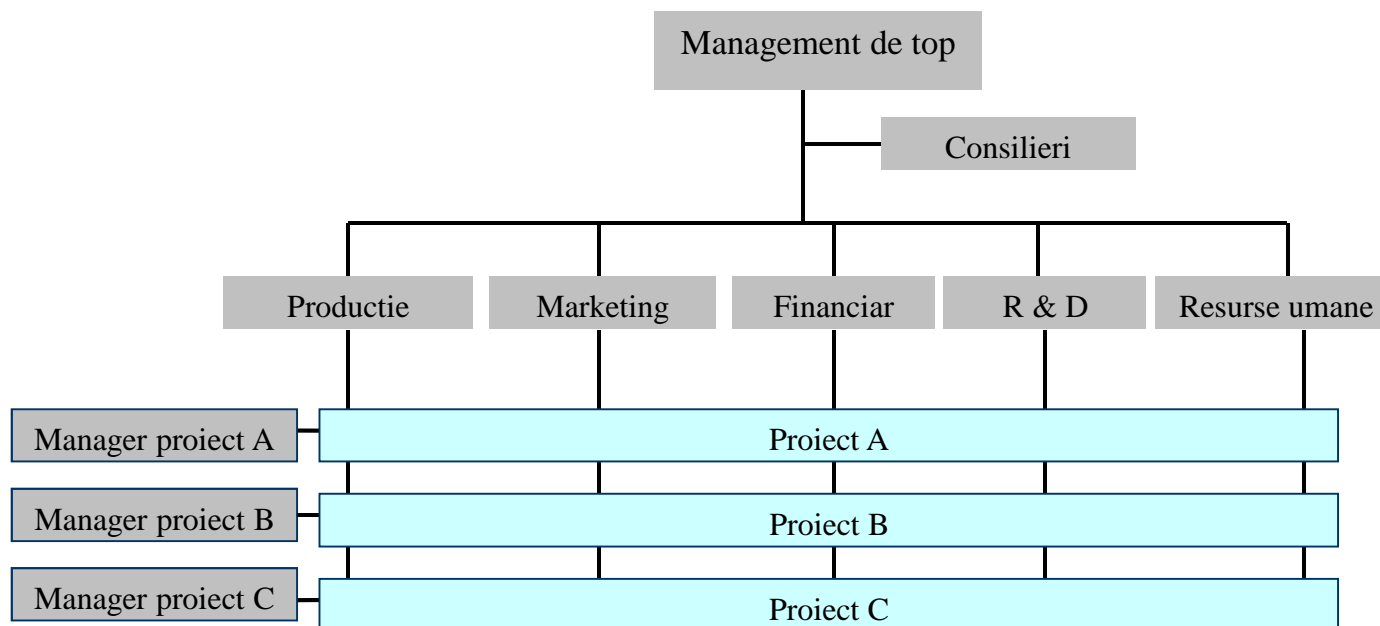 Management de top
Consilieri
Productie
Marketing
Financiar
R & D
Resurse umane
Manager proiect A
Proiect A
Manager proiect B
Proiect B
Manager proiect C
Proiect C